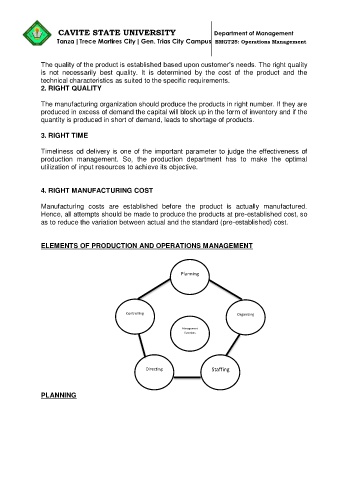 CAVITE STATE UNIVERSITY
Department of Management
Tanza | Trece Martires City | Gen. Trias City Campus
BMGT25: Operations Management
The quality of the product is established based upon customer's needs. The right quality
is not necessarily best quality. It is determined by the cost of the product and the
technical characteristics as suited to the specific requirements.
2. RIGHT QUALITY
The manufacturing organization should produce the products in right number. If they are
produced in excess of demand the capital will block up in the form of inventory and if the
quantity is produced in short of demand, leads to shortage of products.
3. RIGHT TIME
Timeliness od delivery is one of the important parameter to judge the effectiveness of
production management. So, the production department has to make the optimal
utilization of input resources to achieve its objective.
4. RIGHT MANUFACTURING COST
Manufacturing costs are established before the product is actually manufactured.
Hence, all attempts should be made to produce the products at pre-established cost, so
as to reduce the variation between actual and the standard (pre-established) cost.
ELEMENTS OF PRODUCTION AND OPERATIONS MANAGEMENT
Planning
Controlling
Organizing
Management
Functions
Directing
Staffing
PLANNING